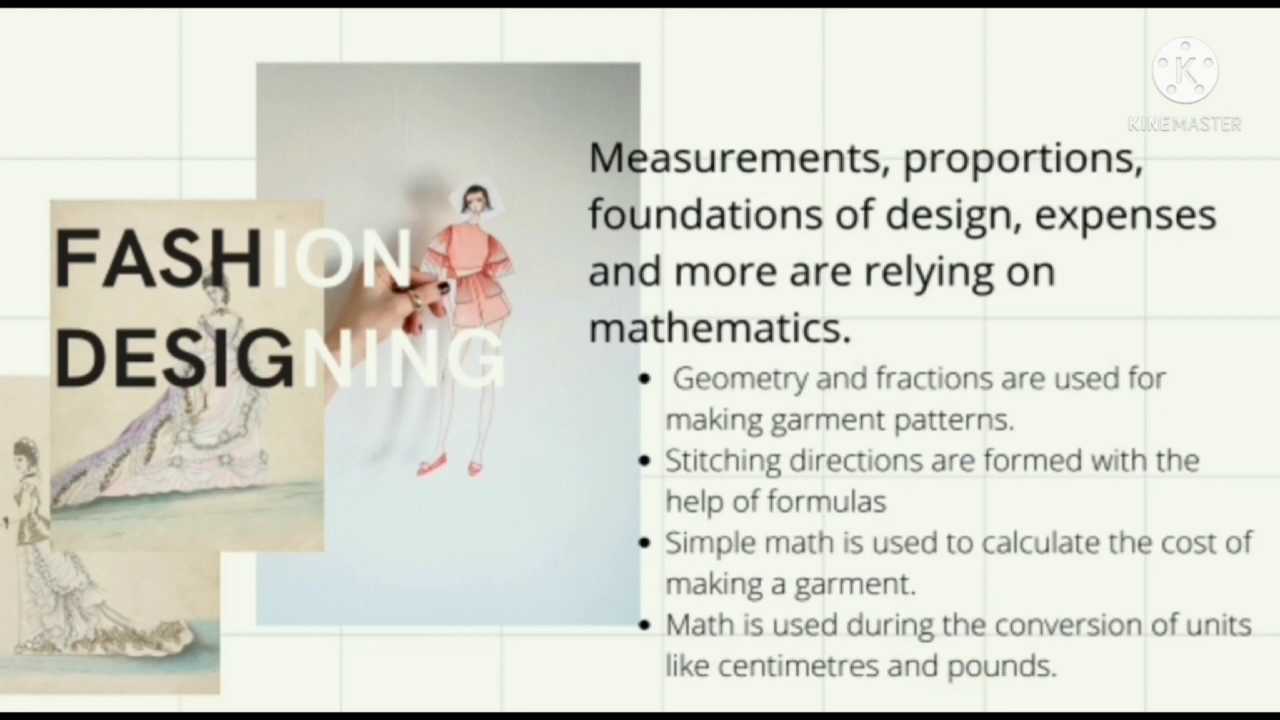 K
KINEMASTER
FASHION
DESIGNING
Measurements, proportions,
foundations of design, expenses
and more are relying on
mathematics.
• Geometry and fractions are used for
making garment patterns.
• Stitching directions are formed with the
help of formulas
• Simple math is used to calculate the cost of
making a garment.
• Math is used during the conversion of units
like centimetres and pounds.